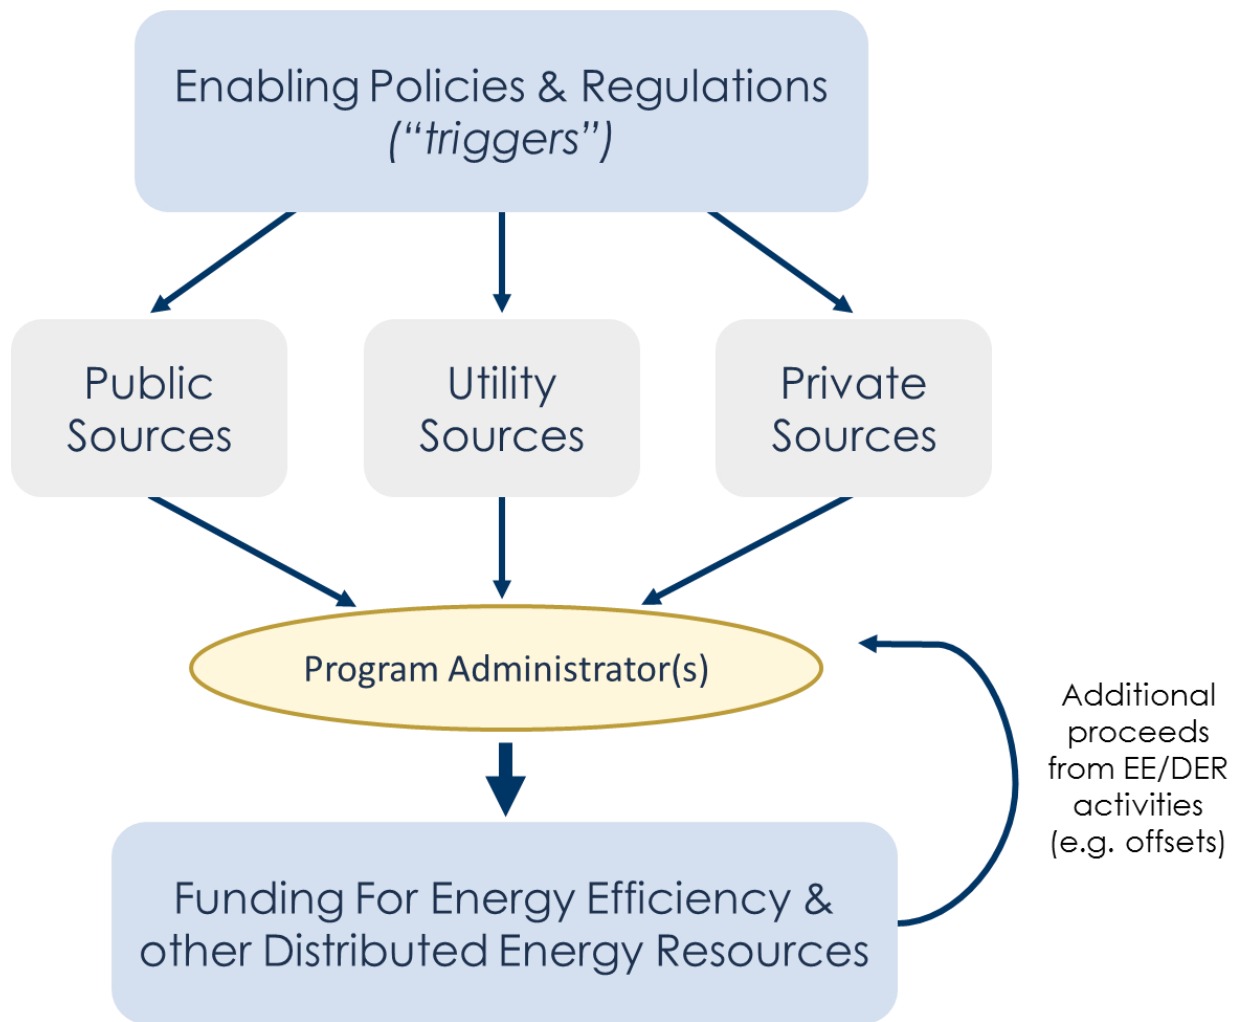 Enabling Policies & Regulations
(“triggers”)
Public
Sources
Utility
Sources
Private
Sources
Program Administrator(s)
Additional
proceeds
from EE/DER
activities
(e.g. offsets)
Funding For Energy Efficiency &
other Distributed Energy Resources